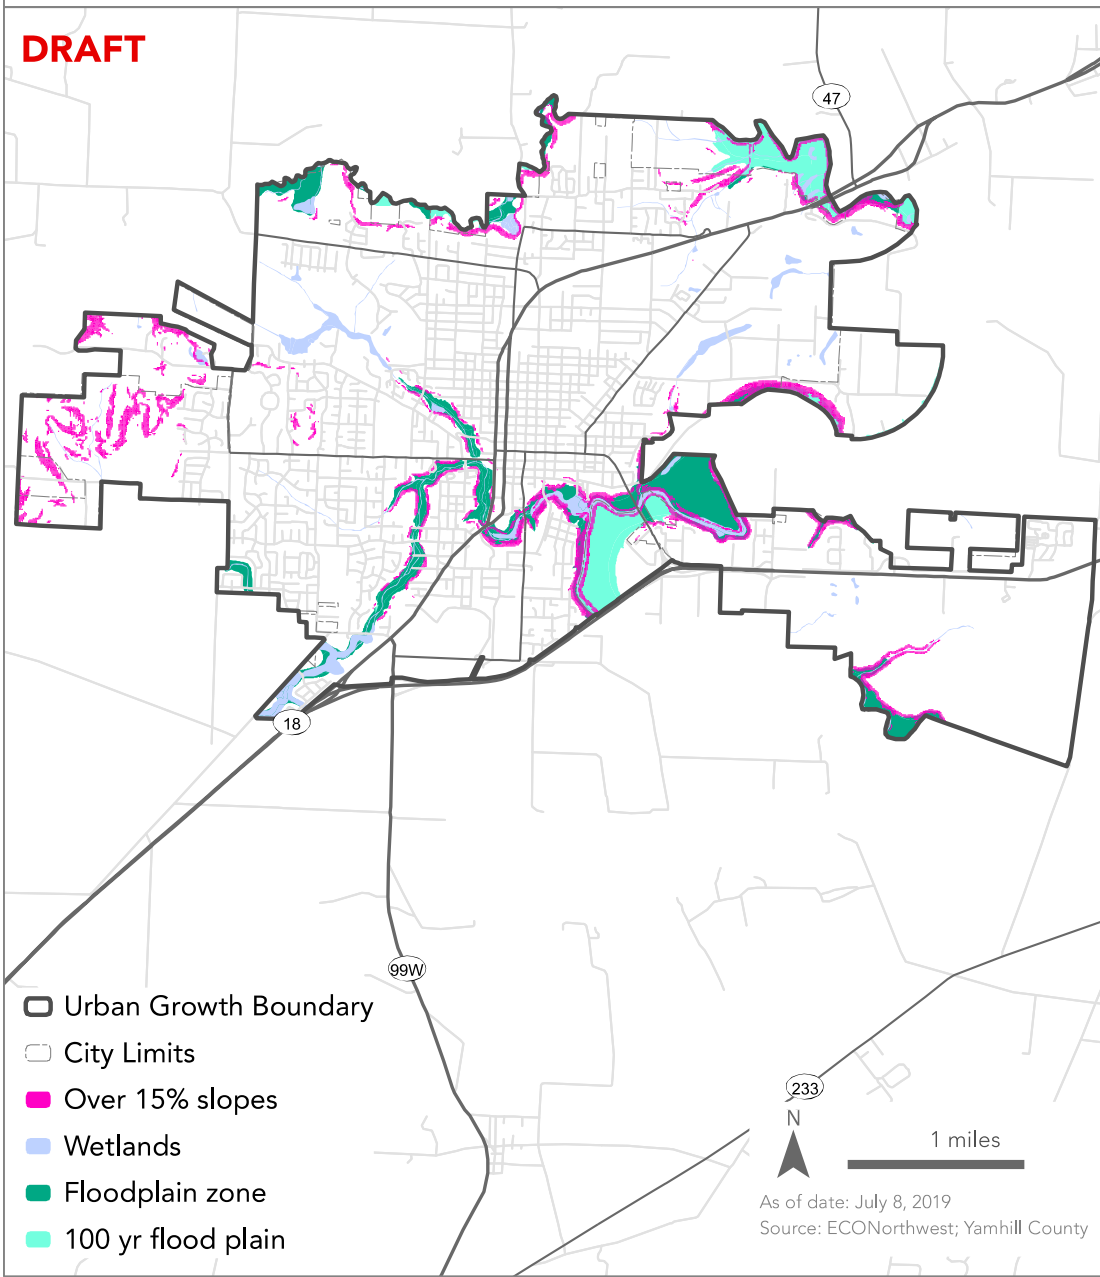 DRAFT
47
18
99W
233
Urban Growth Boundary
City Limits
Over 15% slopes
Wetlands
Floodplain zone
100 yr flood plain
N
1 miles
As of date: July 8, 2019
Source: ECONorthwest; Yamhill County